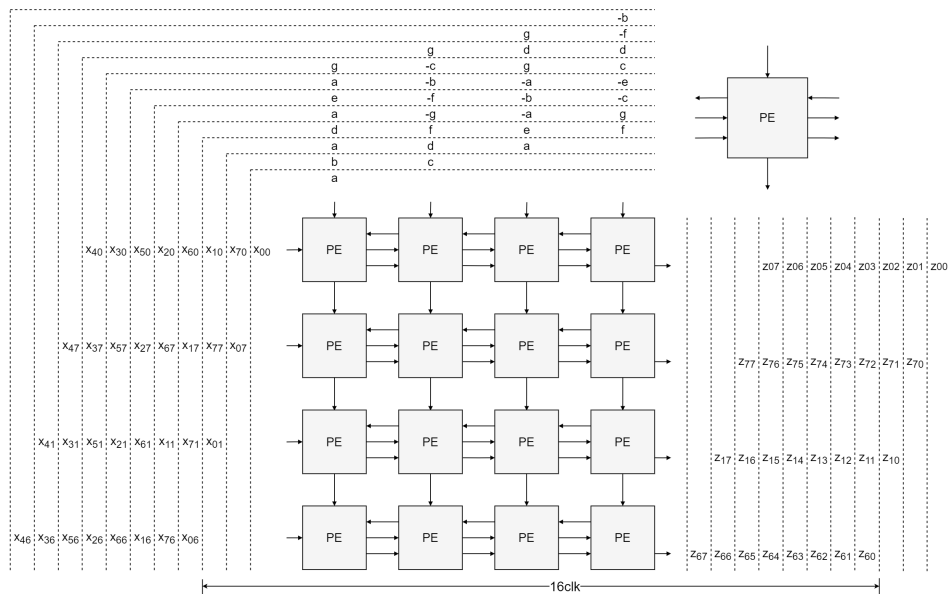 -b
g -f
g d d
g -c g c
a -b -a -e
e -f -b -c
a -g -a g
d f e f
a d a
b c
a
PE
PE PE PE PE
x40 x30 x50 x20 x60 x10 x70 x00
z07 z06 z05 z04 z03 z02 z01 z00
PE PE PE PE
x47 x37 x57 x27 x67 x17 x77 x07
z77 z76 z75 z74 z73 z72 z71 z70
PE PE PE PE
x41 x31 x51 x21 x61 x11 x71 x01
z17 z16 z15 z14 z13 z12 z11 z10
PE PE PE PE
x46 x36 x56 x26 x66 x16 x76 x06
z67 z66 z65 z64 z63 z62 z61 z60
16clk